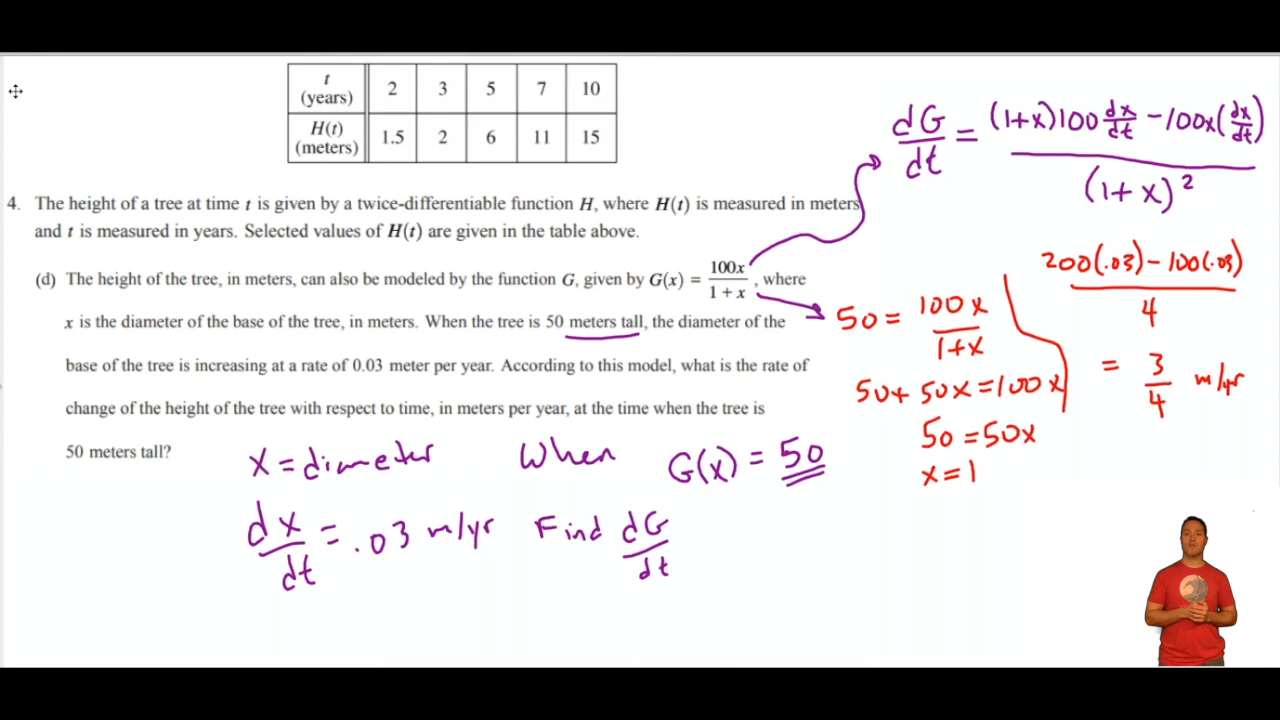 t (years) 2 3 5 7 10
H(t) (meters) 1.5 2 6 11 15
4. The height of a tree at time t is given by a twice-differentiable function H, where H(t) is measured in meters
and t is measured in years. Selected values of H(t) are given in the table above.
(d) The height of the tree, in meters, can also be modeled by the function G, given by G(x) = 100x / 1 + x, where
x is the diameter of the base of the tree, in meters. When the tree is 50 meters tall, the diameter of the
base of the tree is increasing at a rate of 0.03 meter per year. According to this model, what is the rate of
change of the height of the tree with respect to time, in meters per year, at the time when the tree is
50 meters tall?
x = diameter When G(x) = 50
dx/dt = .03 m/yr Find dG/dt
dG/dt = (1+x)100 dx/dt - 100x(dx/dt) / (1+x)²
50 = 100x / 1+x
50+50x=100x
50=50x
x=1
200(.03) - 100(.03) / 4
= 3/4 m/yr